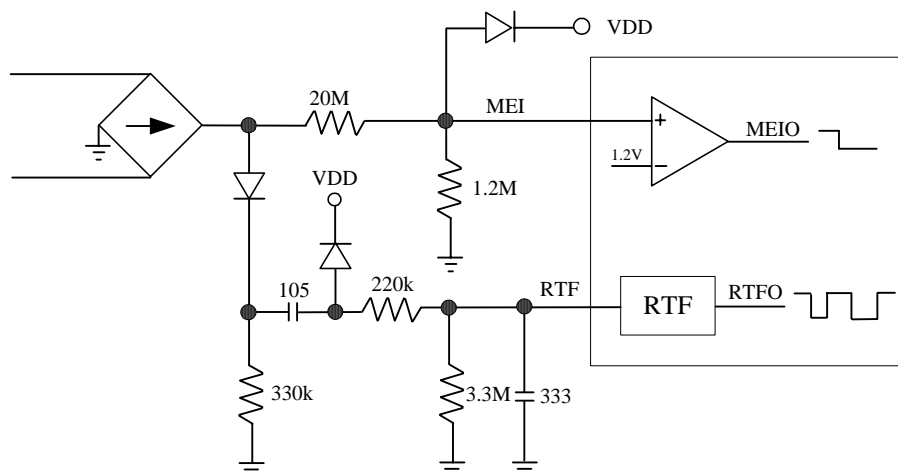 VDD
20M
MEI
1.2M
+
1.2V
−
MEIO
VDD
105
220k
RTF
RTF
RTFO
330k
3.3M
333